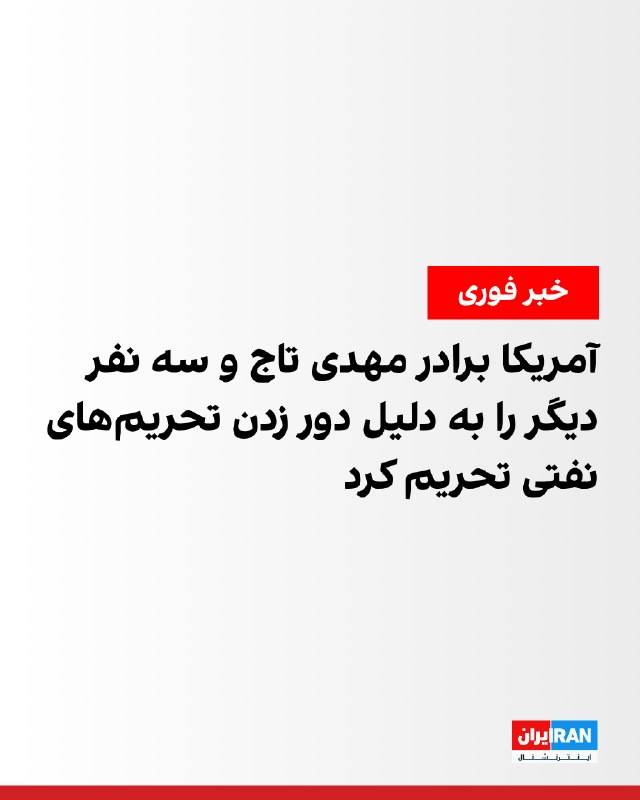 خبر فوری
آمریکا برادر مهدی تاج و سه نفر
دیگر را به دلیل دور زدن تحریم‌های
نفتی تحریم کرد
ایران IRAN
اینترنشنال